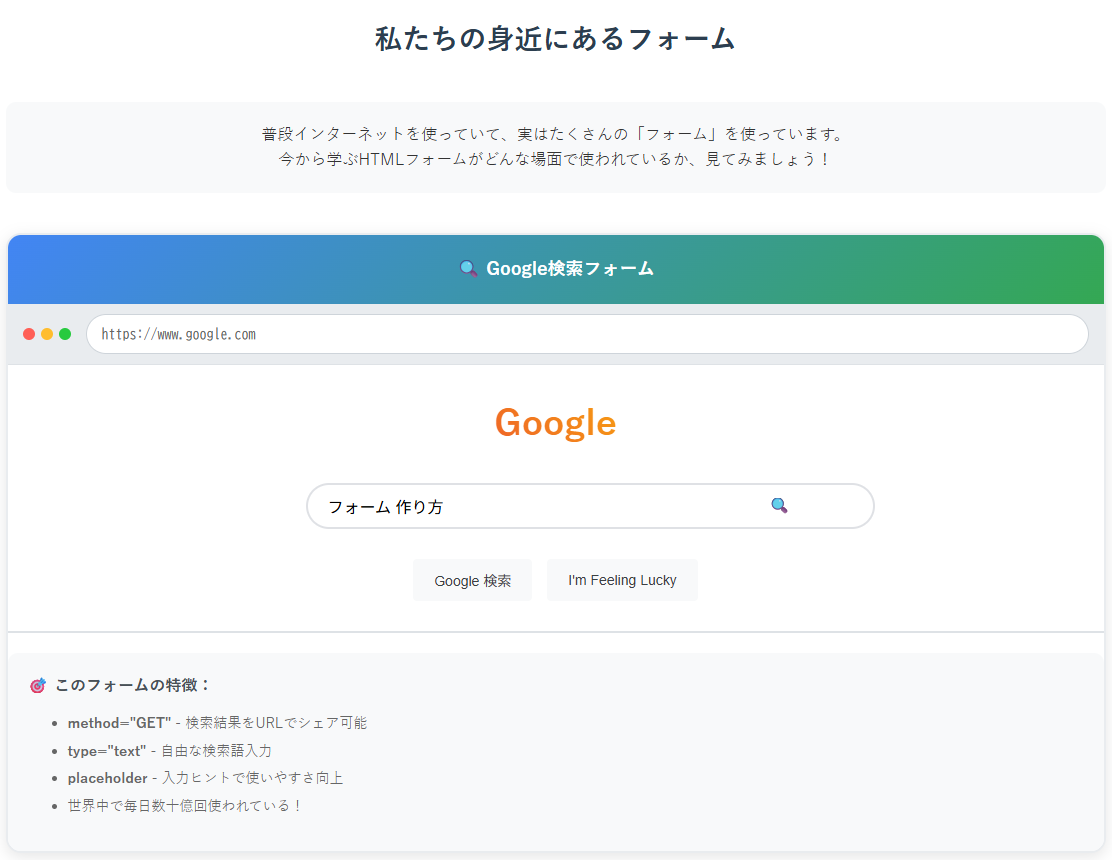 私たちの身近にあるフォーム
普段インターネットを使っていて、実はたくさんの「フォーム」を使っています。
今から学ぶHTMLフォームがどんな場面で使われているか、見てみましょう！
🔍 Google検索フォーム
https://www.google.com
Google
フォーム 作り方 🔍
Google 検索 I'm Feeling Lucky
🎯 このフォームの特徴：
• method="GET" - 検索結果をURLでシェア可能
• type="text" - 自由な検索語入力
• placeholder - 入力ヒントで使いやすさ向上
• 世界中で毎日数十億回使われている！